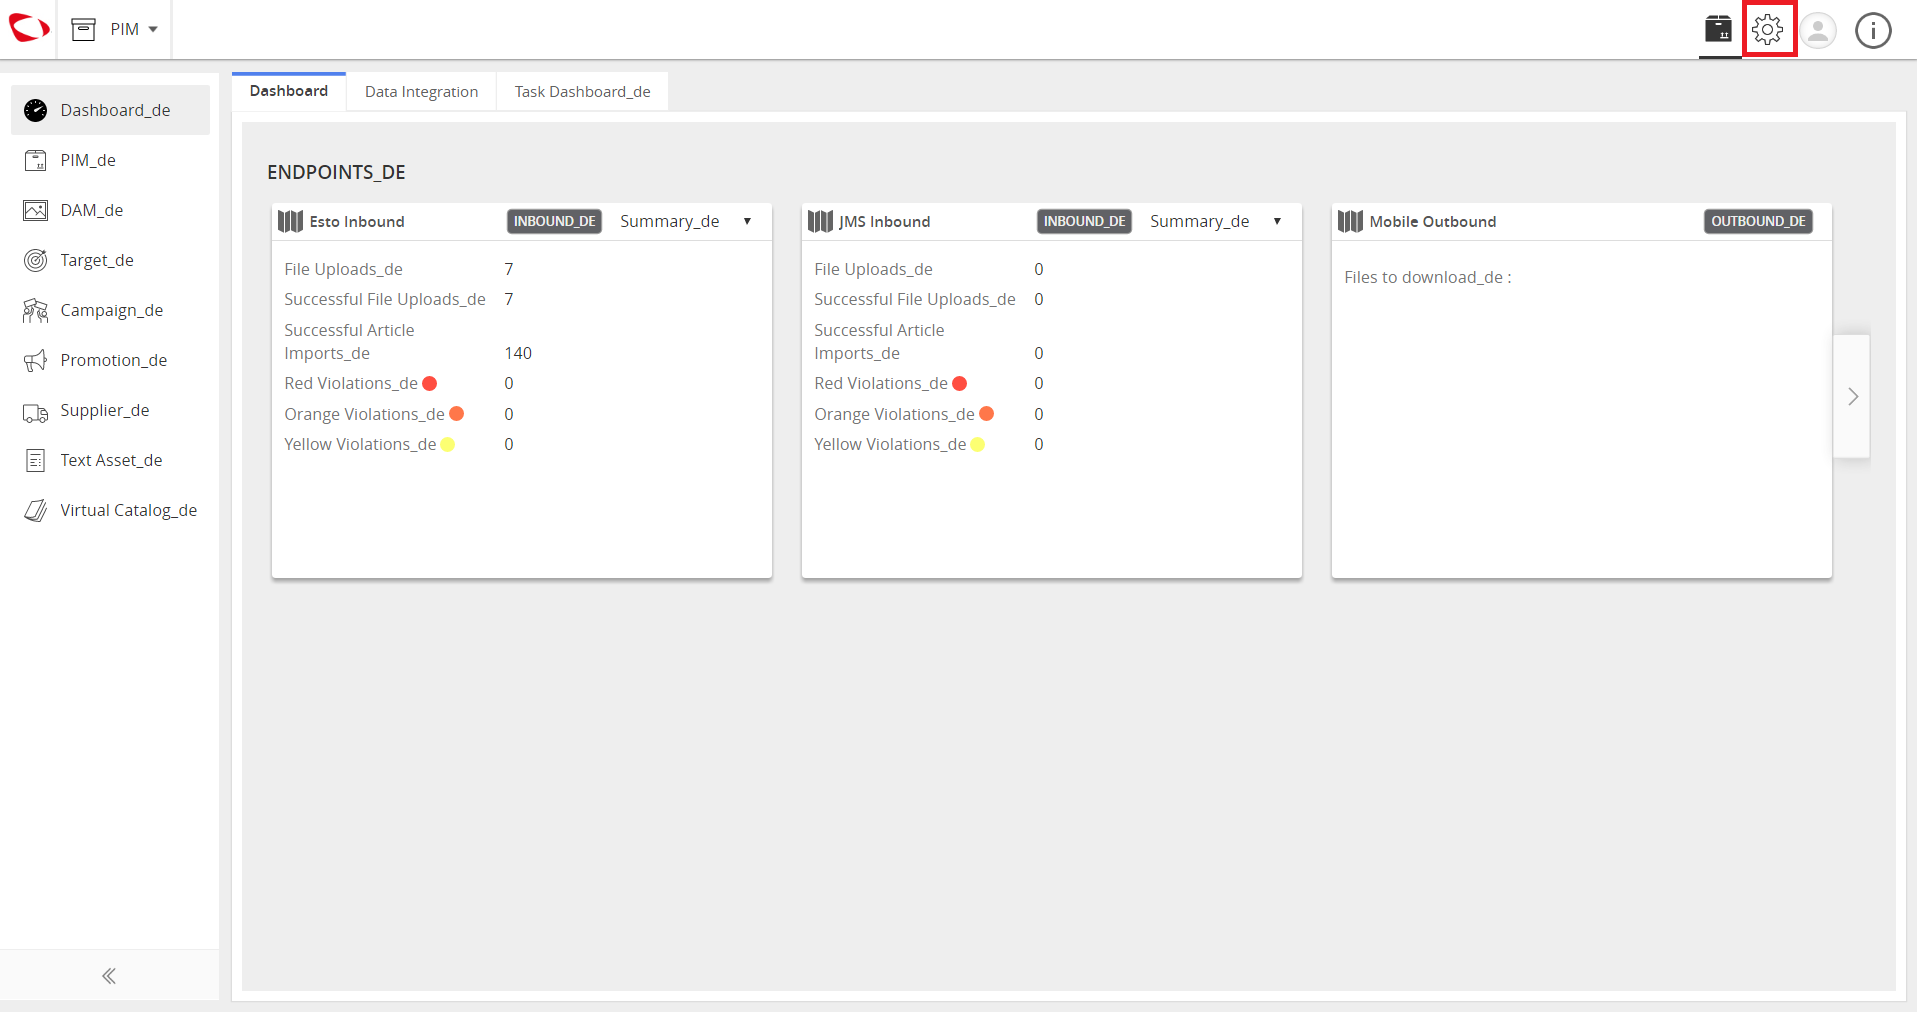 PIM
Dashboard_de
PIM_de
DAM_de
Target_de
Campaign_de
Promotion_de
Supplier_de
Text Asset_de
Virtual Catalog_de
Dashboard
Data Integration
Task Dashboard_de
ENDPOINTS_DE
Esto Inbound INBOUND_DE Summary_de
File Uploads_de 7
Successful File Uploads_de 7
Successful Article
Imports_de 140
Red Violations_de 0
Orange Violations_de 0
Yellow Violations_de 0
JMS Inbound INBOUND_DE Summary_de
File Uploads_de 0
Successful File Uploads_de 0
Successful Article
Imports_de 0
Red Violations_de 0
Orange Violations_de 0
Yellow Violations_de 0
Mobile Outbound OUTBOUND_DE
Files to download_de :